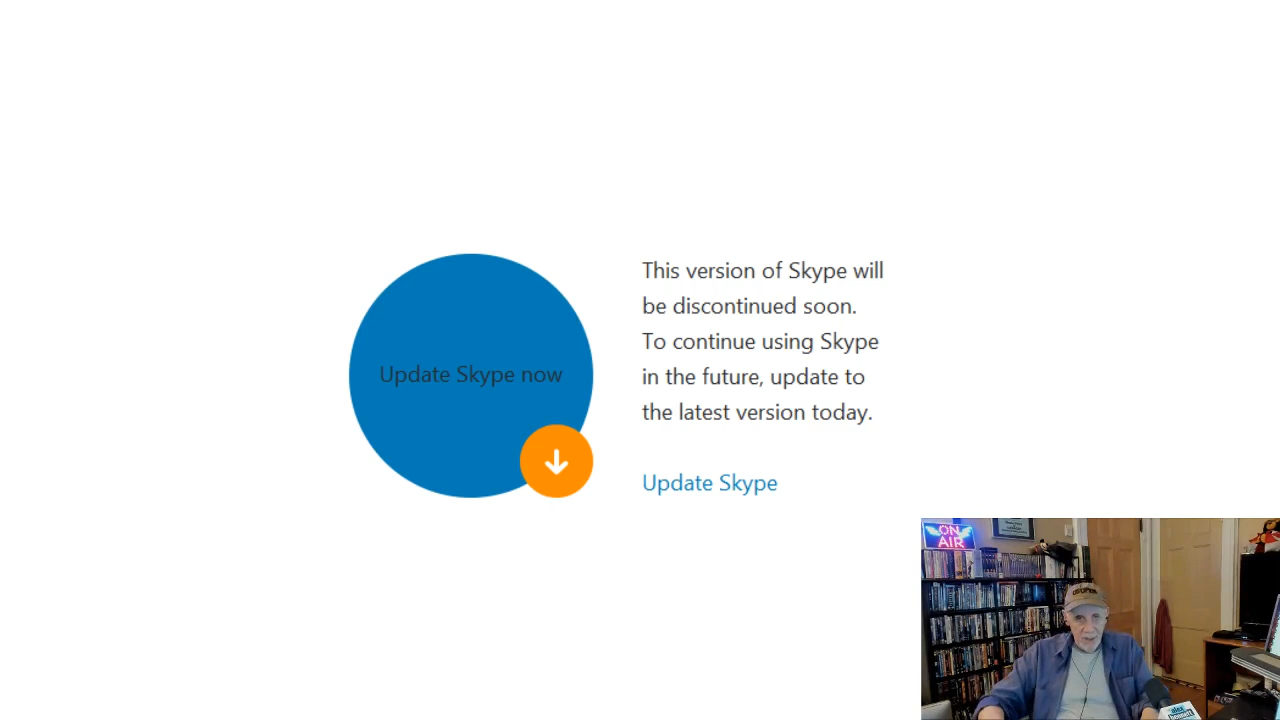 This version of Skype will
be discontinued soon.
To continue using Skype
in the future, update to
the latest version today.
Update Skype now
Update Skype
ON
AIR